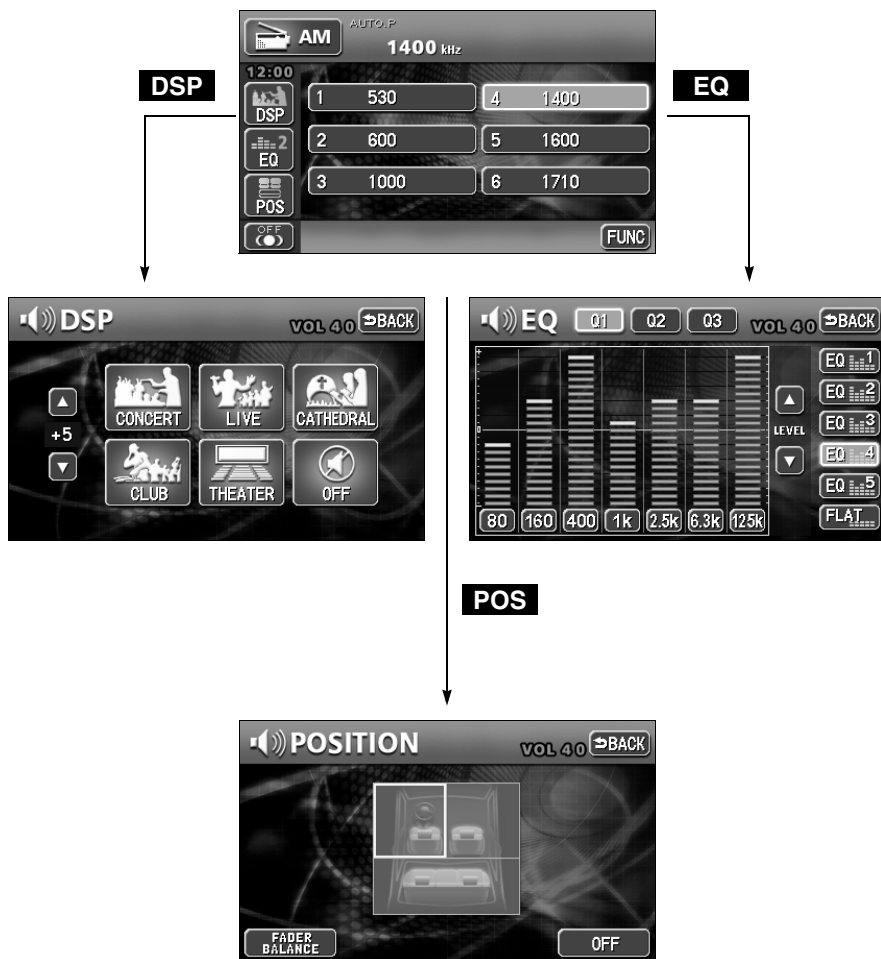 AUTO.P
AM
1400 kHz
12:00
DSP
EQ
DSP
1 530
4 1400
2
EQ
2 600
5 1600
POS
3 1000
6 1710
OFF
FUNC
DSP
VOL 40
BACK
+5
CONCERT
LIVE
CATHEDRAL
CLUB
THEATER
OFF
EQ
Q1
Q2
Q3
VOL 40
BACK
+
0
-
LEVEL
EQ 1
EQ 2
EQ 3
EQ 4
EQ 5
FLAT
80
160
400
1k
2.5k
6.3k
125k
POS
POSITION
VOL 40
BACK
FADER
BALANCE
OFF